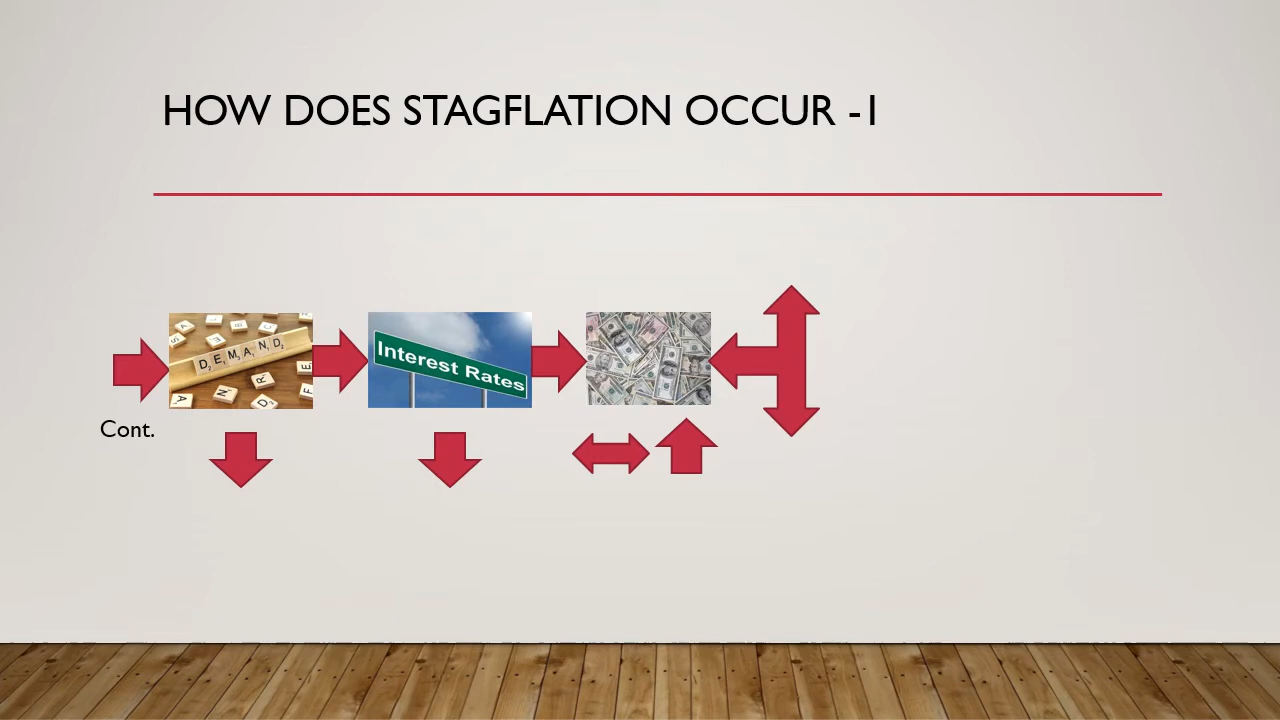 HOW DOES STAGFLATION OCCUR -1
DEMAND
Interest Rates
Cont.